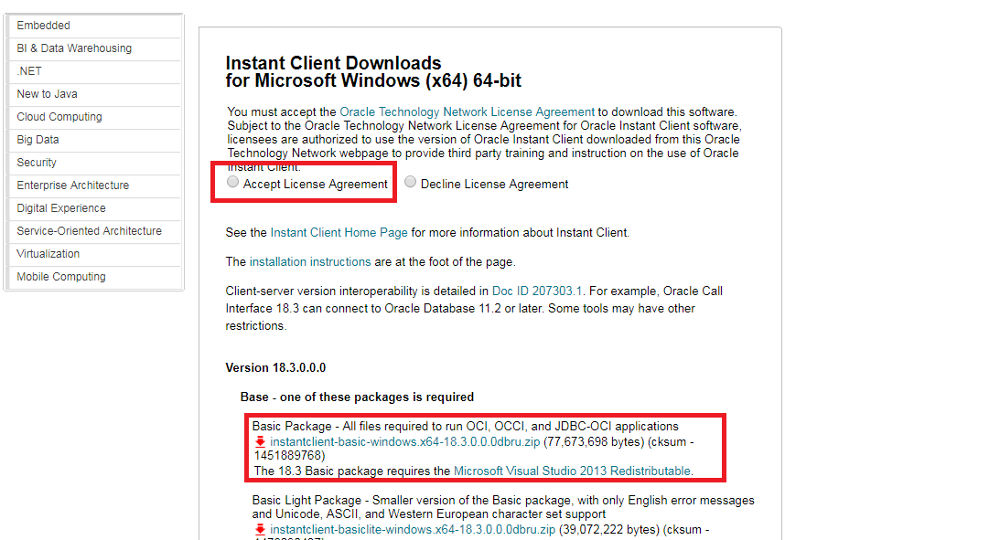 Embedded
BI & Data Warehousing
.NET
New to Java
Cloud Computing
Big Data
Security
Enterprise Architecture
Digital Experience
Service-Oriented Architecture
Virtualization
Mobile Computing
Instant Client Downloads
for Microsoft Windows (x64) 64-bit
You must accept the Oracle Technology Network License Agreement to download this software.
Subject to the Oracle Technology Network License Agreement for Oracle Instant Client software,
licensees are authorized to use the version of Oracle Instant Client downloaded from this Oracle
Technology Network webpage to provide third party training and instruction on the use of Oracle
Instant Client.
Accept License Agreement Decline License Agreement
See the Instant Client Home Page for more information about Instant Client.
The installation instructions are at the foot of the page.
Client-server version interoperability is detailed in Doc ID 207303.1. For example, Oracle Call
Interface 18.3 can connect to Oracle Database 11.2 or later. Some tools may have other
restrictions.
Version 18.3.0.0.0
Base - one of these packages is required
Basic Package - All files required to run OCI, OCCI, and JDBC-OCI applications
instantclient-basic-windows.x64-18.3.0.0.0dbru.zip (77,673,698 bytes) (cksum -
1451889768)
The 18.3 Basic package requires the Microsoft Visual Studio 2013 Redistributable.
Basic Light Package - Smaller version of the Basic package, with only English error messages
and Unicode, ASCII, and Western European character set support
instantclient-basiclite-windows.x64-18.3.0.0.0dbru.zip (39,072,222 bytes) (cksum -